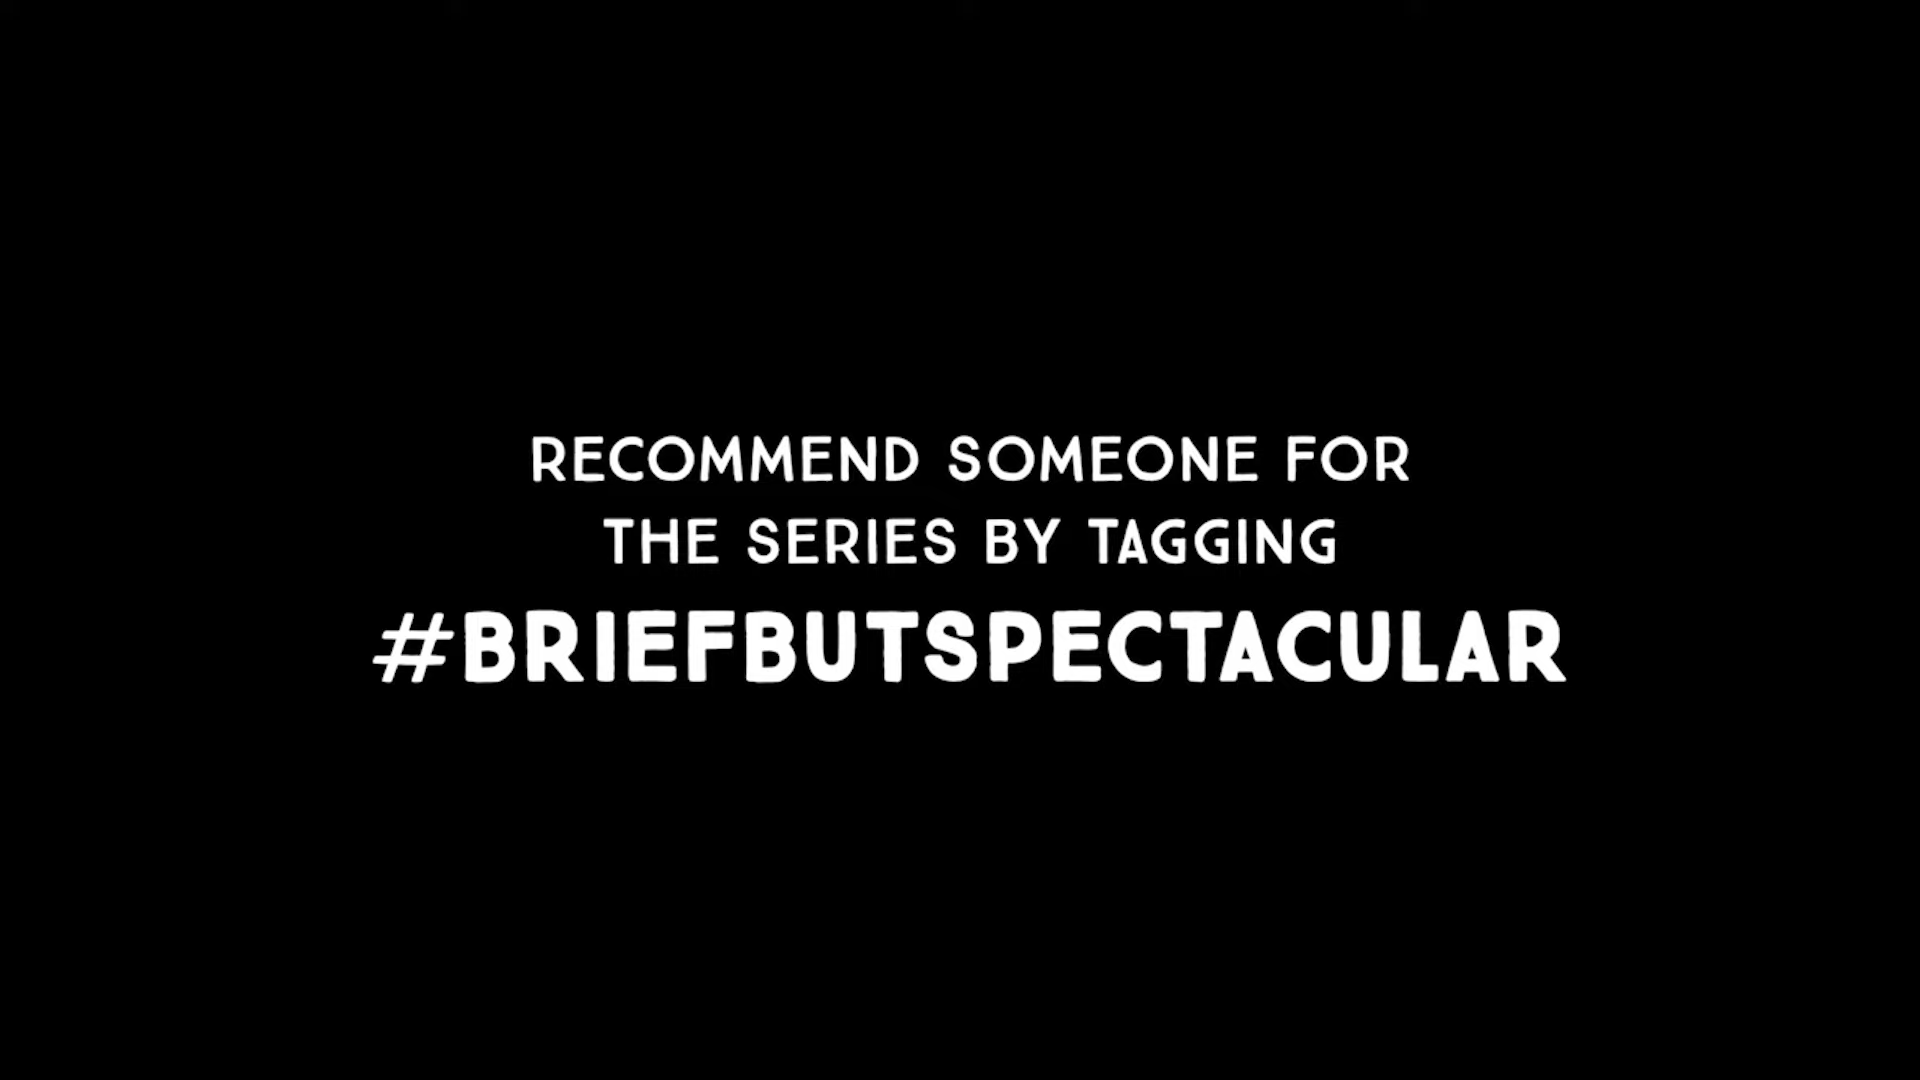 RECOMMEND SOMEONE FOR
THE SERIES BY TAGGING
#BRIEFBUTSPECTACULAR